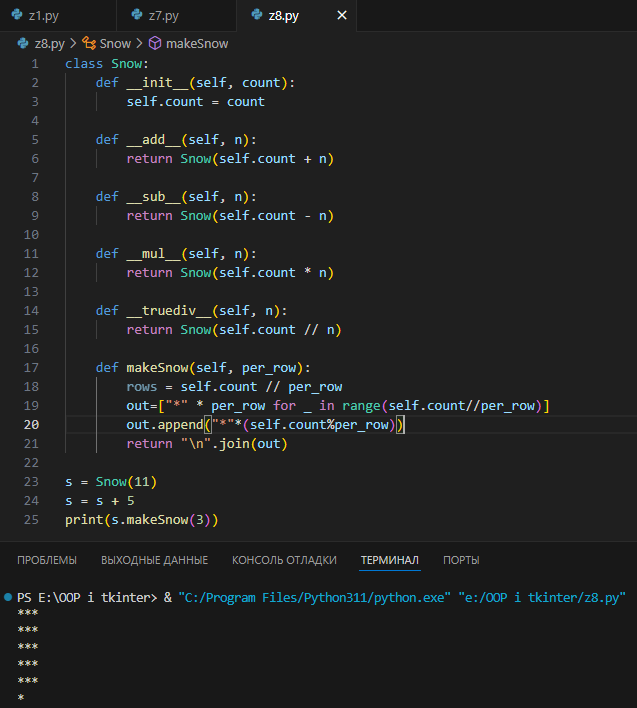 z1.py z7.py z8.py ×
z8.py > Snow > makeSnow
1 class Snow:
2     def __init__(self, count):
3         self.count = count
4
5     def __add__(self, n):
6         return Snow(self.count + n)
7
8     def __sub__(self, n):
9         return Snow(self.count - n)
10
11     def __mul__(self, n):
12         return Snow(self.count * n)
13
14     def __truediv__(self, n):
15         return Snow(self.count // n)
16
17     def makeSnow(self, per_row):
18         rows = self.count // per_row
19         out=["*" * per_row for _ in range(self.count//per_row)]
20         out.append("*"*(self.count%per_row))
21         return "\n".join(out)
22
23 s = Snow(11)
24 s = s + 5
25 print(s.makeSnow(3))
ПРОБЛЕМЫ ВЫХОДНЫЕ ДАННЫЕ КОНСОЛЬ ОТЛАДКИ ТЕРМИНАЛ ПОРТЫ
PS E:\OOP i tkinter> & "C:/Program Files/Python311/python.exe" "e:/OOP i tkinter/z8.py"
***
***
***
***
***
*